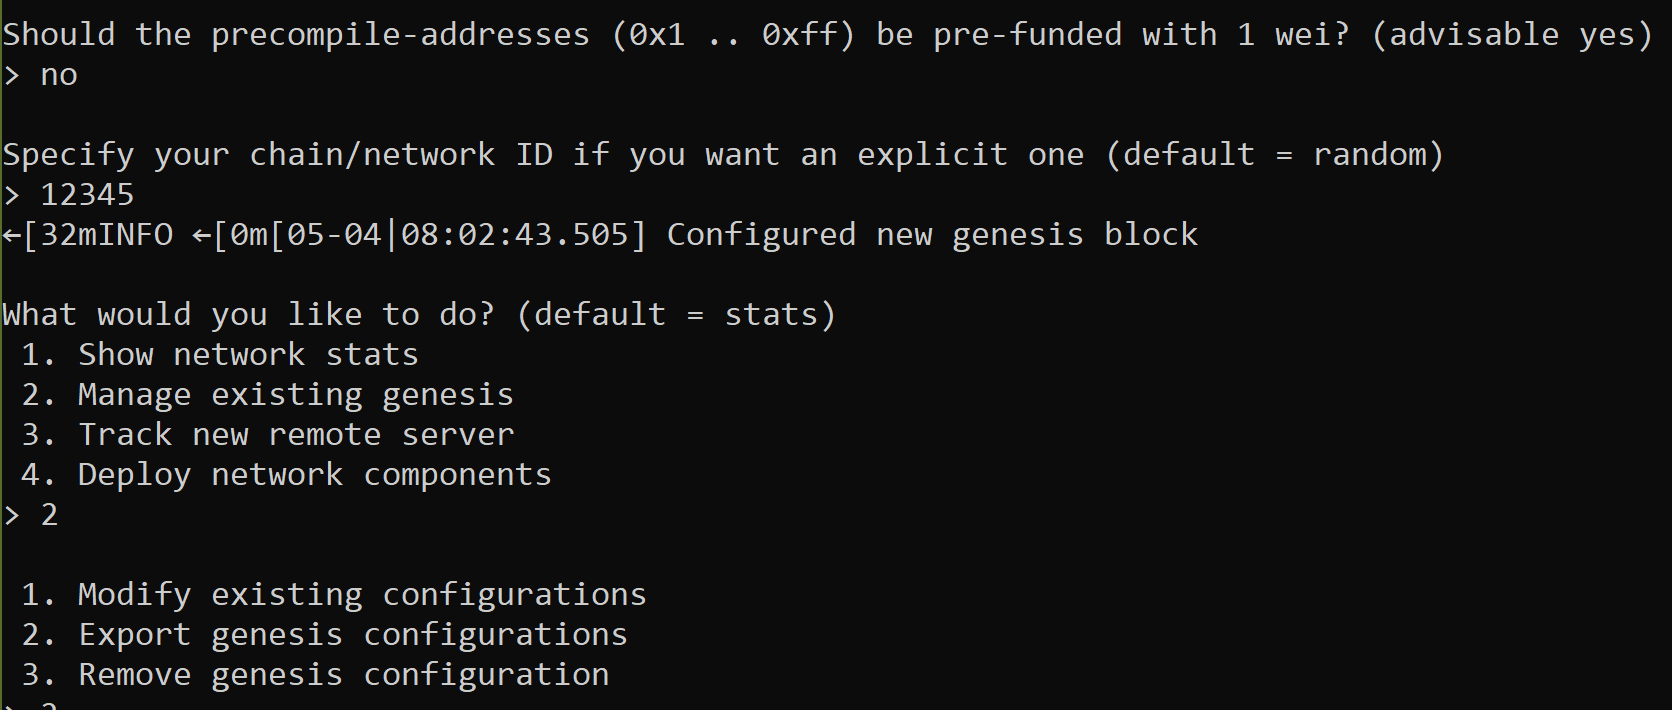 Should the precompile-addresses (0x1 .. 0xff) be pre-funded with 1 wei? (advisable yes)
> no
Specify your chain/network ID if you want an explicit one (default = random)
> 12345
←[32mINFO ←[0m[05-04|08:02:43.505] Configured new genesis block
What would you like to do? (default = stats)
1. Show network stats
2. Manage existing genesis
3. Track new remote server
4. Deploy network components
> 2
1. Modify existing configurations
2. Export genesis configurations
3. Remove genesis configuration